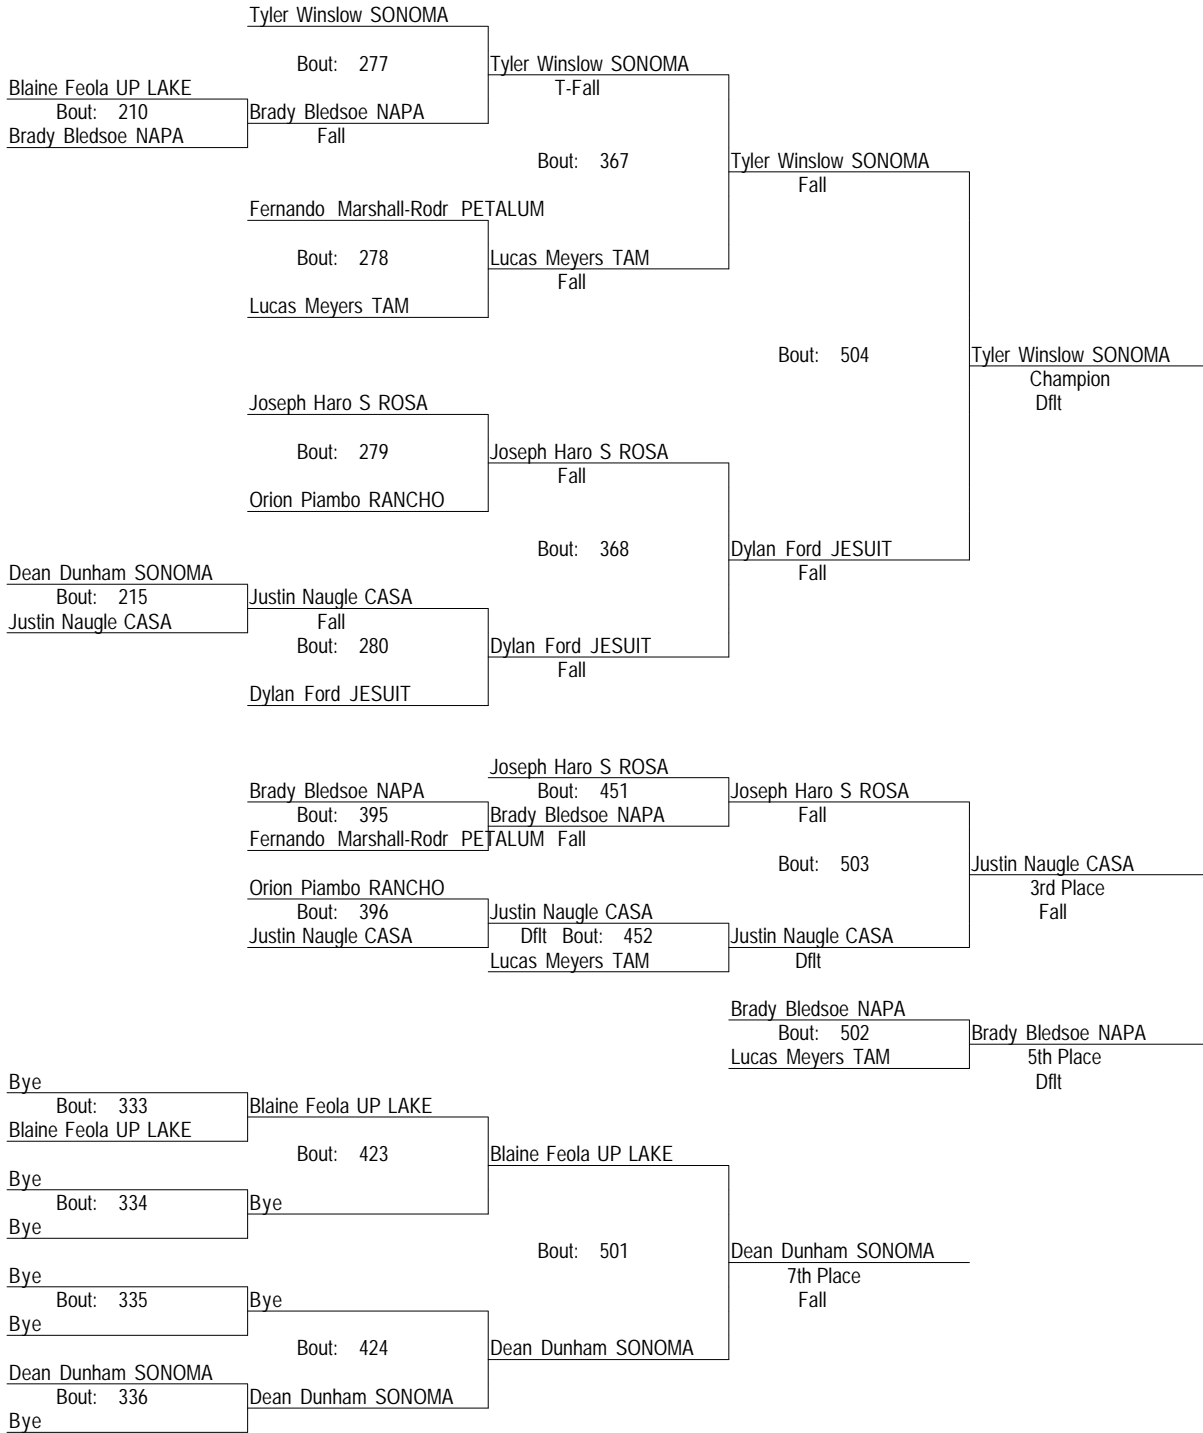 Tyler Winslow SONOMA
Bout: 277 Tyler Winslow SONOMA
Blaine Feola UP LAKE T-Fall
Bout: 210 Brady Bledsoe NAPA
Brady Bledsoe NAPA Fall
Bout: 367 Tyler Winslow SONOMA
Fall
Fernando Marshall-Rodr PETALUM
Bout: 278 Lucas Meyers TAM
Fall
Lucas Meyers TAM
Bout: 504 Tyler Winslow SONOMA
Champion
Dflt
Joseph Haro S ROSA
Bout: 279 Joseph Haro S ROSA
Fall
Orion Piambo RANCHO
Bout: 368 Dylan Ford JESUIT
Dean Dunham SONOMA Fall
Bout: 215 Justin Naugle CASA
Justin Naugle CASA Fall
Bout: 280 Dylan Ford JESUIT
Fall
Dylan Ford JESUIT
Joseph Haro S ROSA
Brady Bledsoe NAPA Bout: 451 Joseph Haro S ROSA
Bout: 395 Brady Bledsoe NAPA Fall
Fernando Marshall-Rodr PETALUM Fall
Bout: 503 Justin Naugle CASA
Orion Piambo RANCHO 3rd Place
Bout: 396 Justin Naugle CASA Fall
Justin Naugle CASA Dflt Bout: 452 Justin Naugle CASA
Lucas Meyers TAM Dflt
Brady Bledsoe NAPA
Bout: 502 Brady Bledsoe NAPA
Lucas Meyers TAM 5th Place
Bye Dflt
Bout: 333 Blaine Feola UP LAKE
Blaine Feola UP LAKE
Bout: 423 Blaine Feola UP LAKE
Bye
Bout: 334 Bye
Bye
Bout: 501 Dean Dunham SONOMA
Bye 7th Place
Bout: 335 Bye Fall
Bye
Bout: 424 Dean Dunham SONOMA
Dean Dunham SONOMA
Bout: 336 Dean Dunham SONOMA
Bye